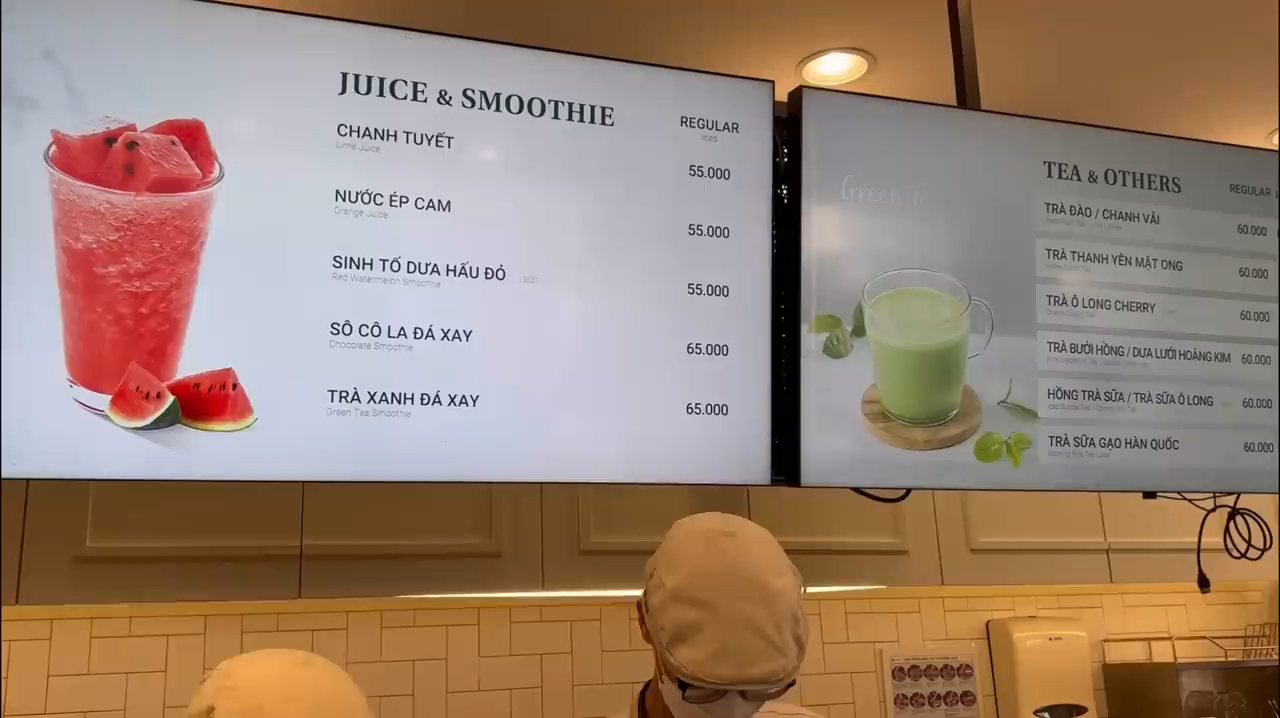 JUICE & SMOOTHIE
REGULAR
Iced
CHANH TUYẾT
Lime Juice
55.000
NƯỚC ÉP CAM
Orange Juice
55.000
SINH TỐ DƯA HẤU ĐỎ
Red Watermelon Smoothie
55.000
SÔ CÔ LA ĐÁ XAY
Chocolate Smoothie
65.000
TRÀ XANH ĐÁ XAY
Green Tea Smoothie
65.000
Green
TEA & OTHERS
REGULAR
TRÀ ĐÀO / CHANH VẢI
60.000
TRÀ THANH YÊN MẬT ONG
60.000
TRÀ Ô LONG CHERRY
60.000
TRÀ BƯỞI HỒNG / DƯA LƯỚI HOÀNG KIM
60.000
HỒNG TRÀ SỮA / TRÀ SỮA Ô LONG
60.000
TRÀ SỮA GẠO HÀN QUỐC
60.000